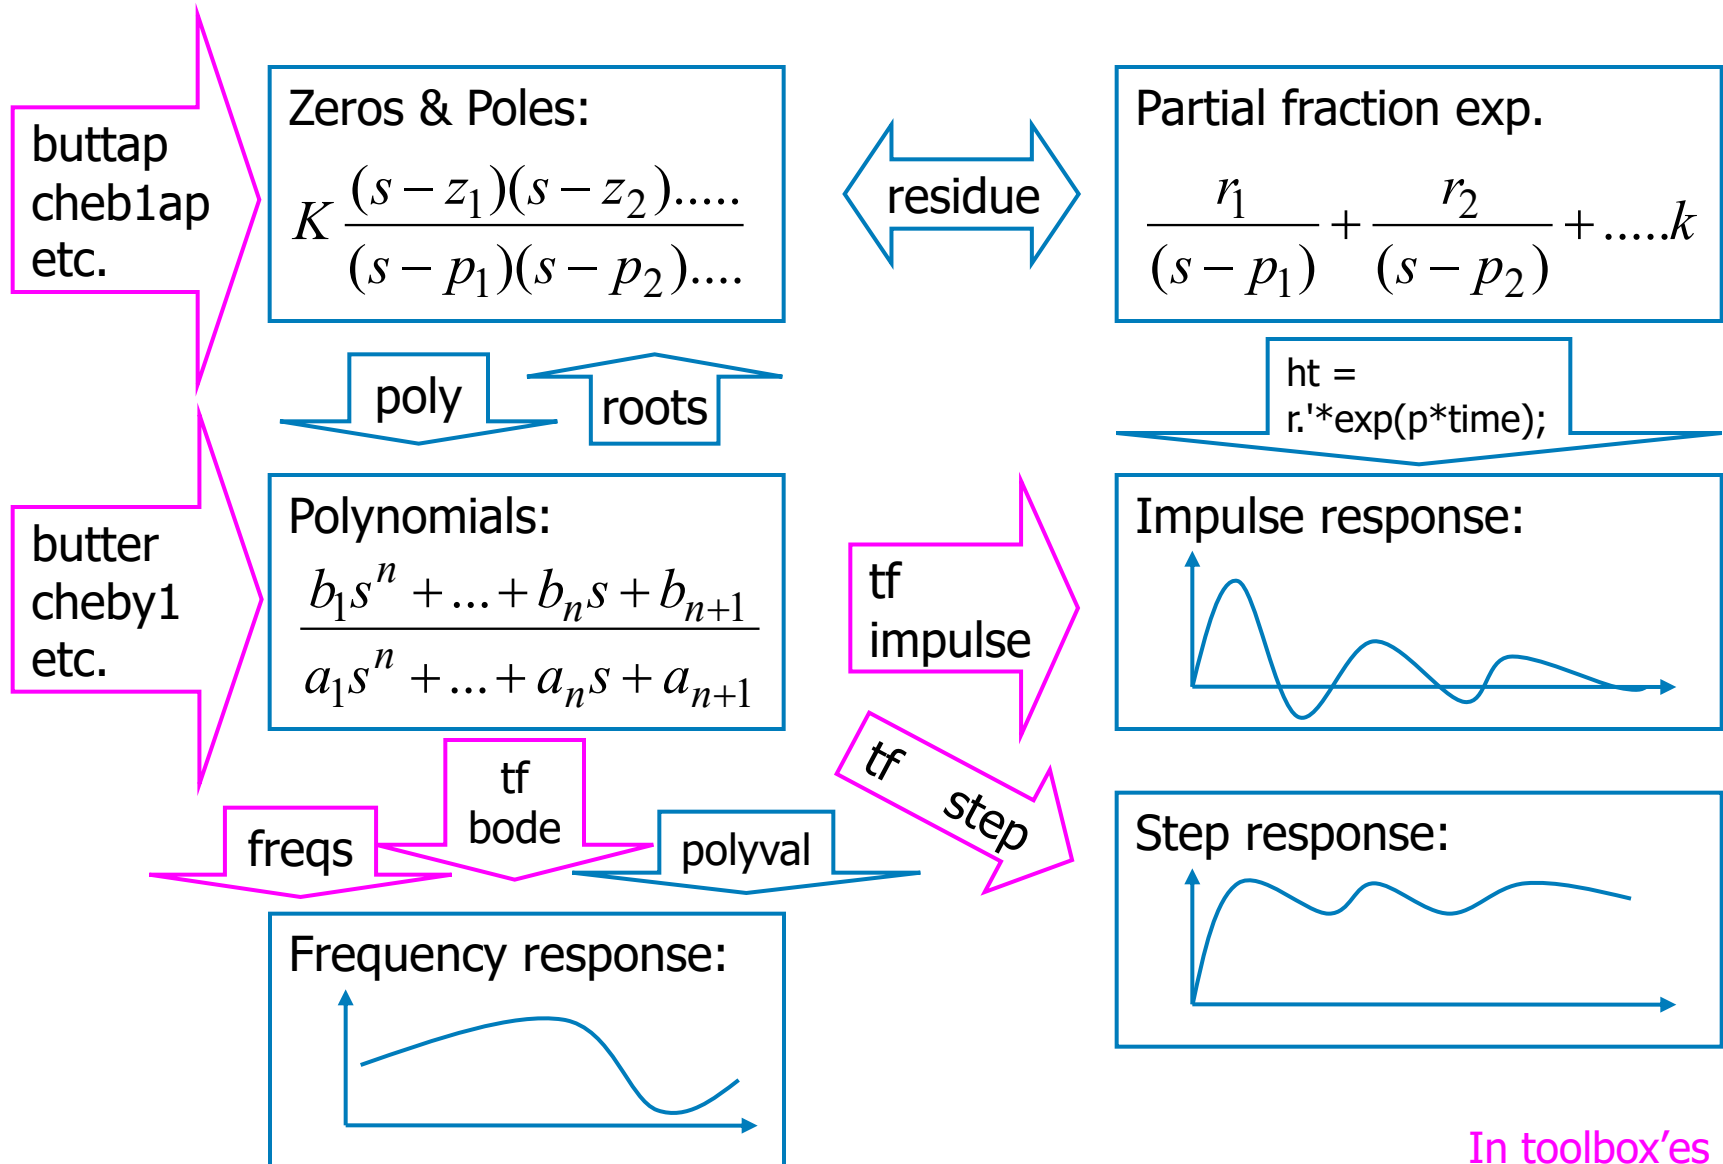 buttap
cheb1ap
etc.
Zeros & Poles:
K (s − z₁)(s − z₂).....
(s − p₁)(s − p₂)....
residue
Partial fraction exp.
r₁/(s − p₁) + r₂/(s − p₂) + .....k
poly
roots
ht =
r.'*exp(p*time);
butter
cheby1
etc.
Polynomials:
b₁sⁿ + ... + bₙs + bₙ₊₁
a₁sⁿ + ... + aₙs + aₙ₊₁
tf
impulse
Impulse response:
tf step
Step response:
freqs
tf
bode
polyval
Frequency response:
In toolbox’es